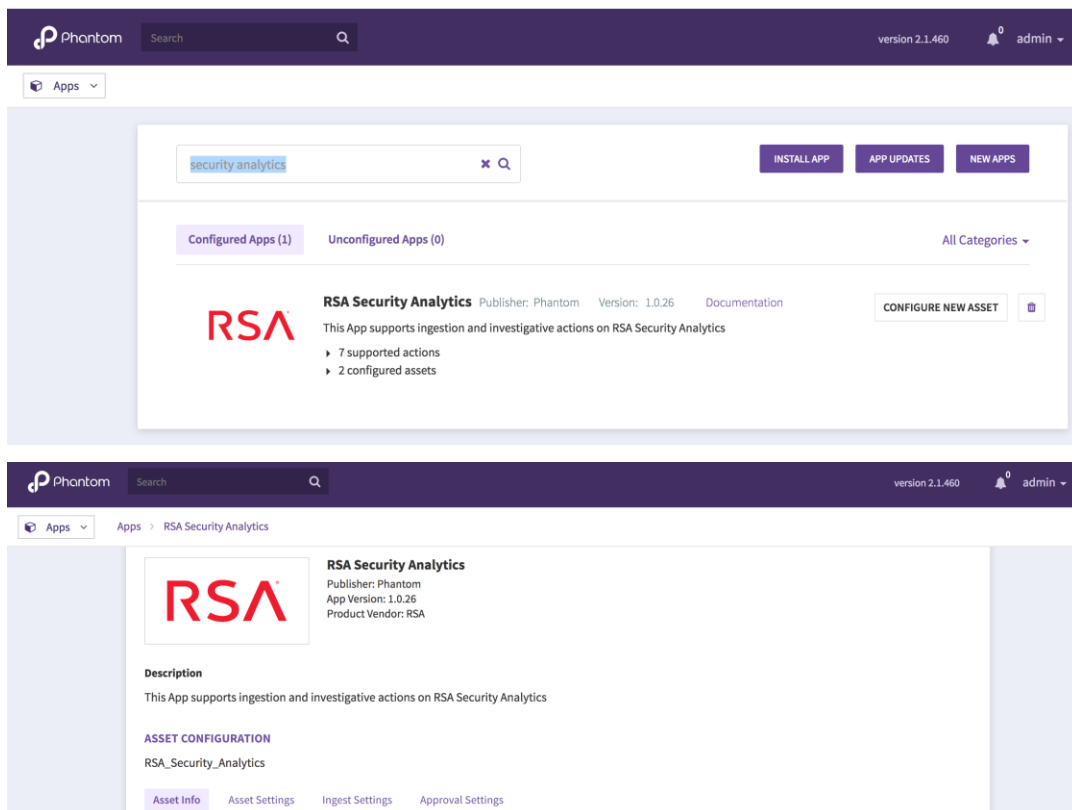 Phantom Search version 2.1.460 0 admin
Apps
security analytics INSTALL APP APP UPDATES NEW APPS
Configured Apps (1) Unconfigured Apps (0) All Categories
RSA
RSA Security Analytics Publisher: Phantom Version: 1.0.26 Documentation CONFIGURE NEW ASSET
This App supports ingestion and investigative actions on RSA Security Analytics
7 supported actions
2 configured assets
Phantom Search version 2.1.460 0 admin
Apps Apps > RSA Security Analytics
RSA
RSA Security Analytics
Publisher: Phantom
App Version: 1.0.26
Product Vendor: RSA
Description
This App supports ingestion and investigative actions on RSA Security Analytics
ASSET CONFIGURATION
RSA_Security_Analytics
Asset Info Asset Settings Ingest Settings Approval Settings